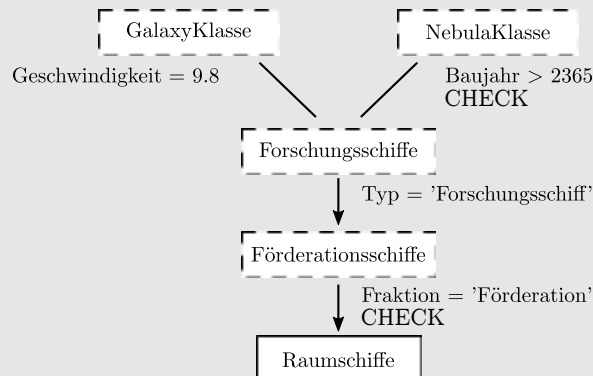 GalaxyKlasse
NebulaKlasse
Geschwindigkeit = 9.8
Baujahr > 2365
CHECK
Forschungsschiffe
Typ = 'Forschungsschiff'
Förderationsschiffe
Fraktion = 'Förderation'
CHECK
Raumschiffe